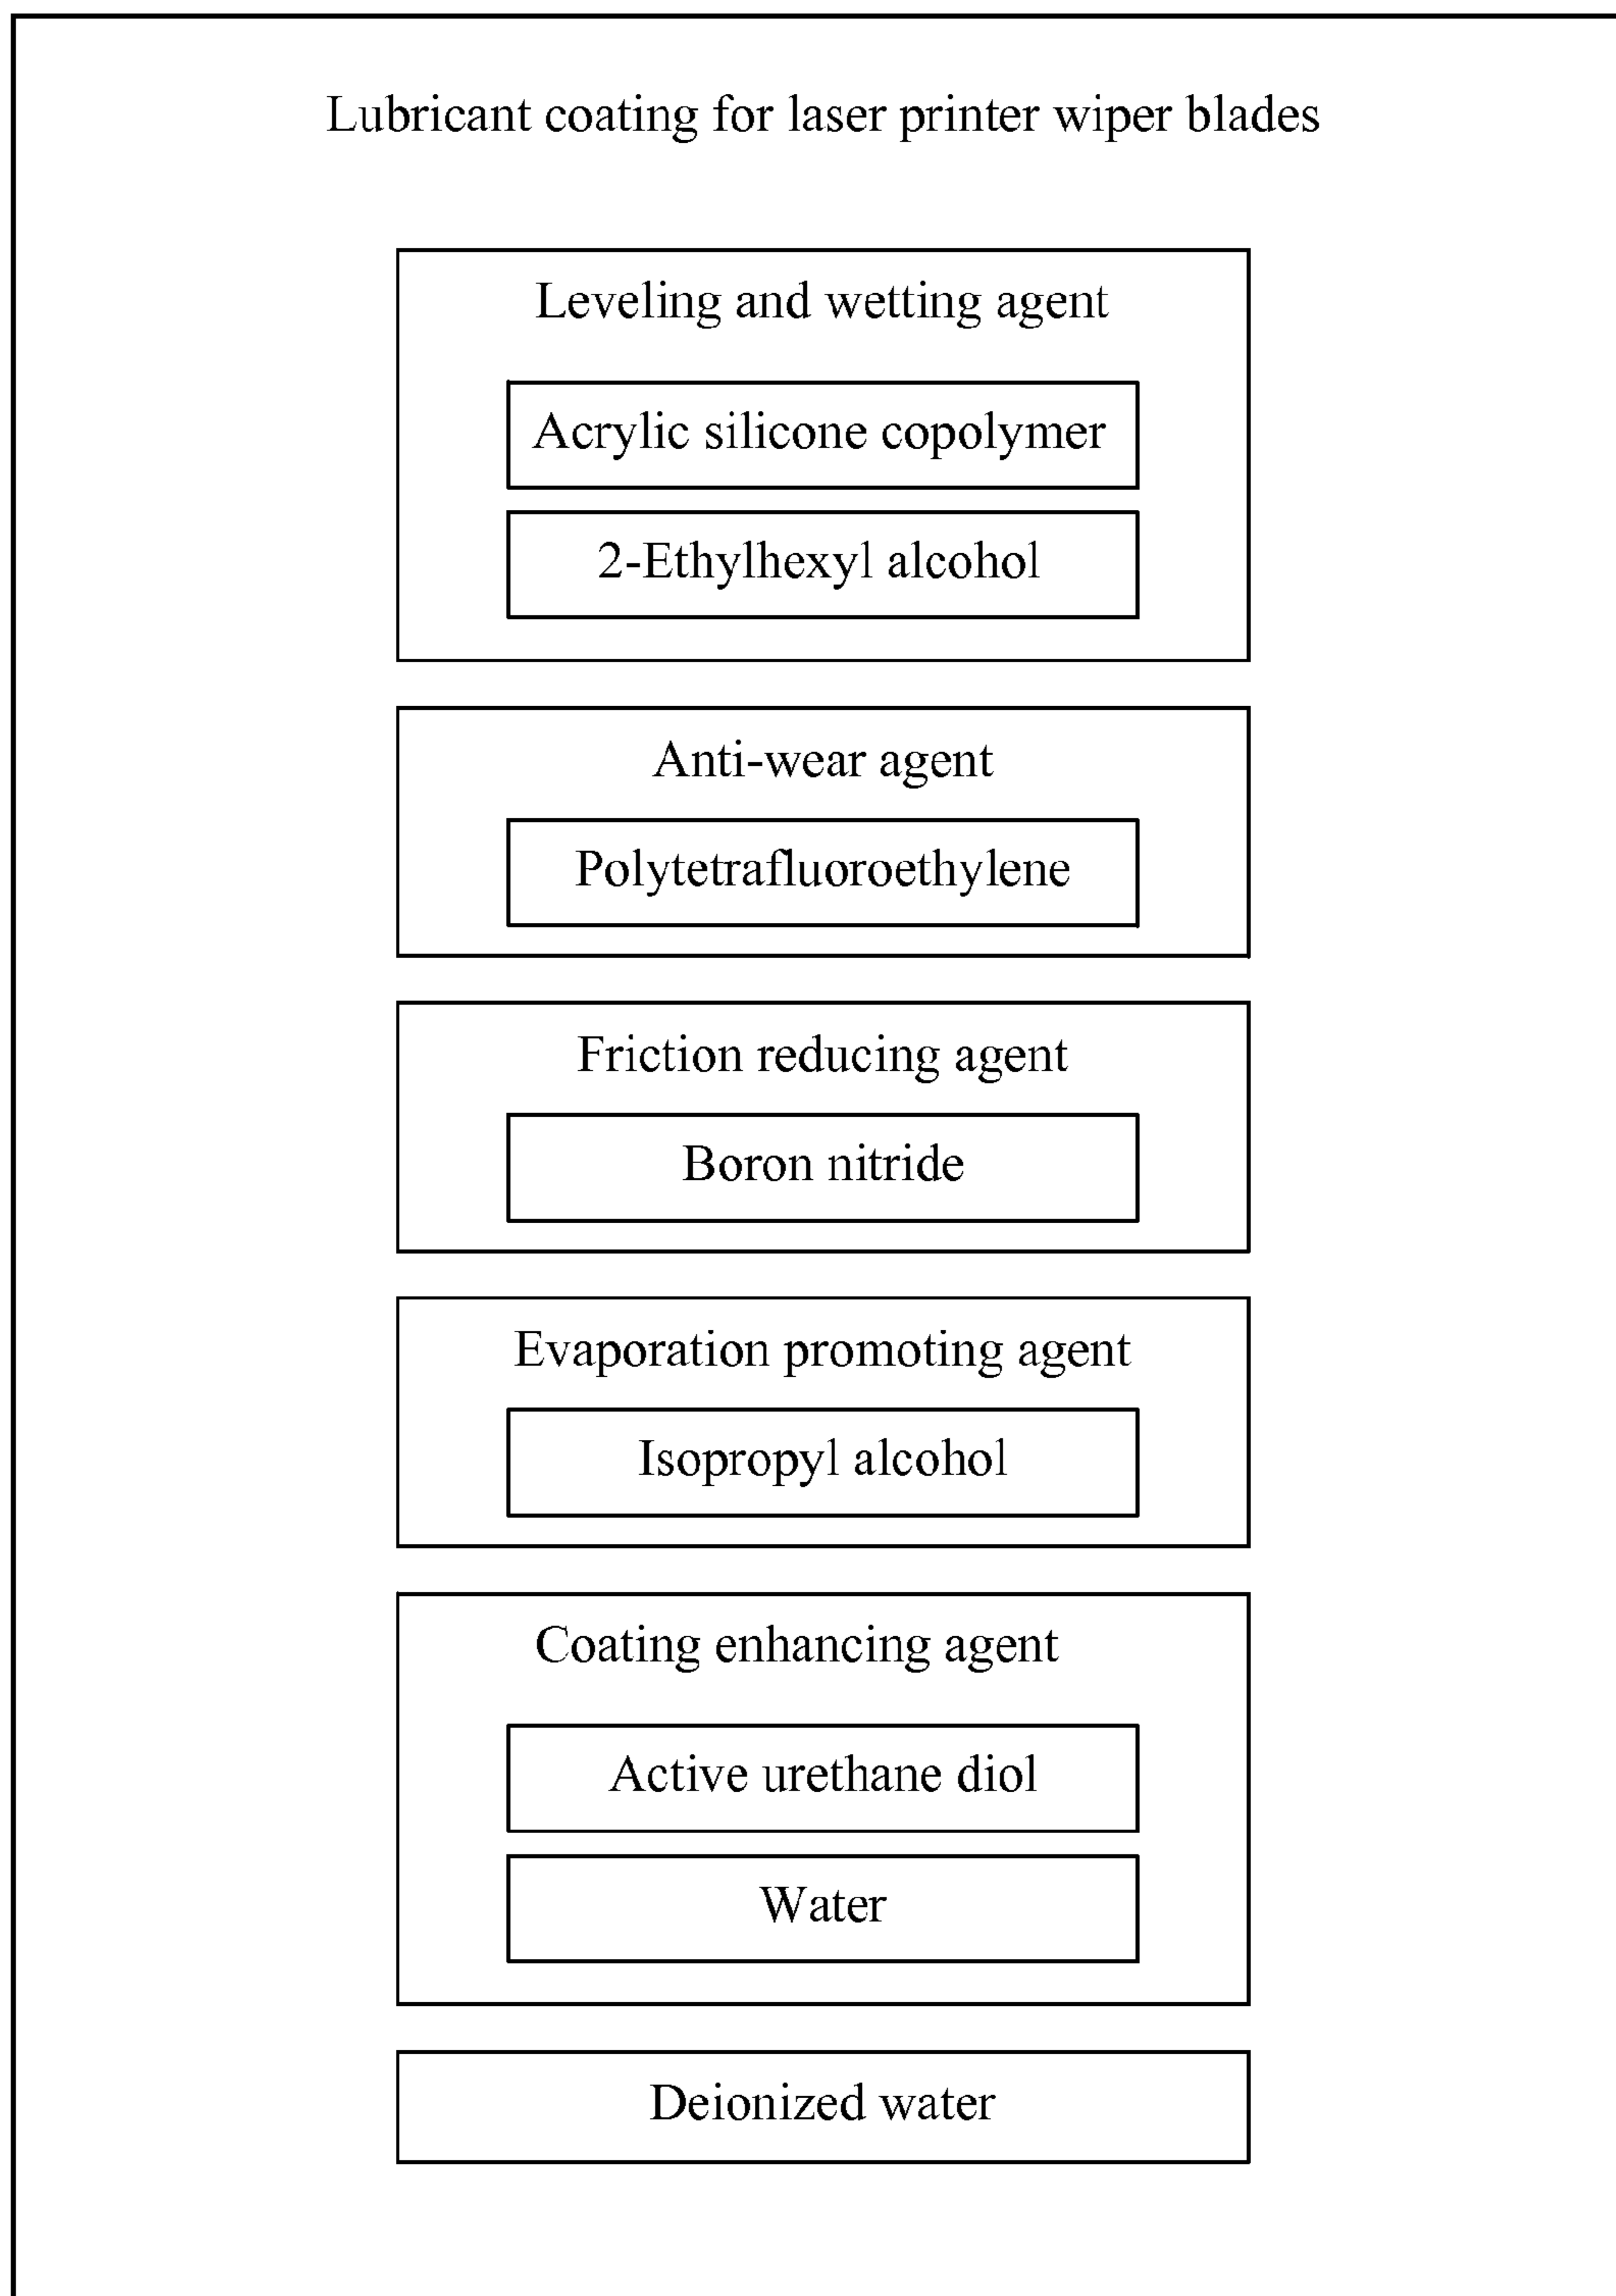 Lubricant coating for laser printer wiper blades
Leveling and wetting agent
Acrylic silicone copolymer
2-Ethylhexyl alcohol
Anti-wear agent
Polytetrafluoroethylene
Friction reducing agent
Boron nitride
Evaporation promoting agent
Isopropyl alcohol
Coating enhancing agent
Active urethane diol
Water
Deionized water